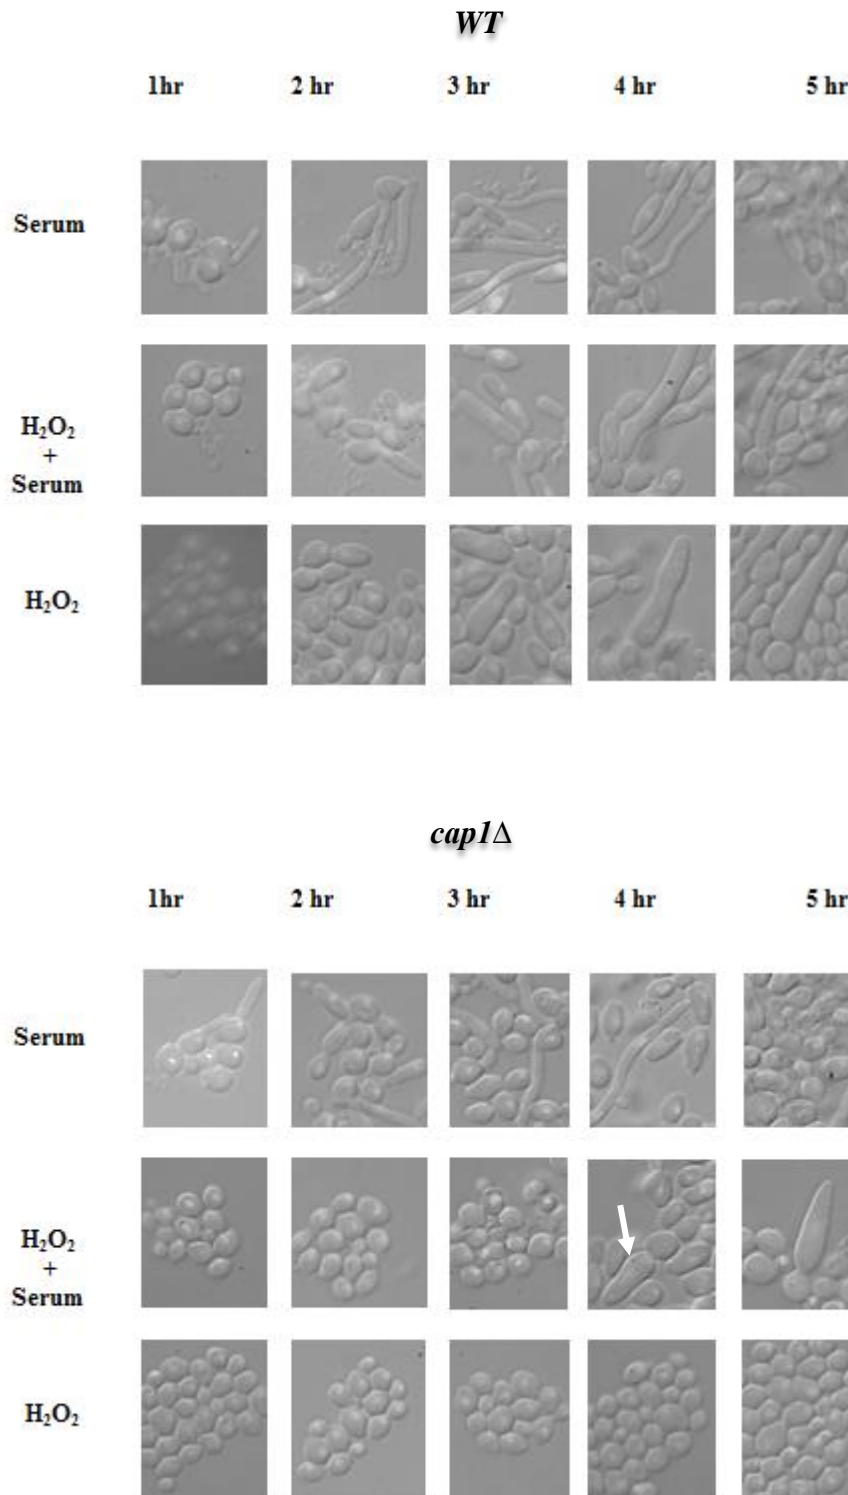 WT
1hr 2 hr 3 hr 4 hr 5 hr
Serum
H₂O₂
+
Serum
H₂O₂
cap1Δ
1hr 2 hr 3 hr 4 hr 5 hr
Serum
H₂O₂
+
Serum
H₂O₂